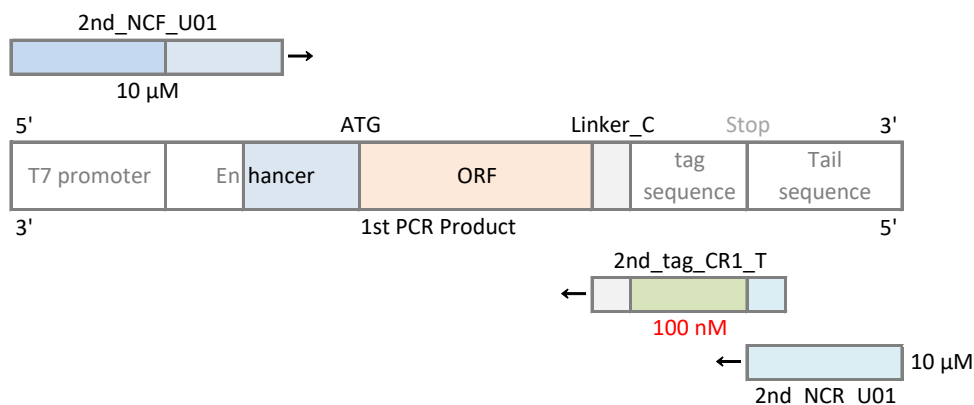 2nd_NCF_U01
10 µM
5' ATG Linker_C Stop 3'
T7 promoter Enhancer ORF tag sequence Tail sequence
3' 1st PCR Product 5'
2nd_tag_CR1_T
100 nM
10 µM
2nd_NCR_U01